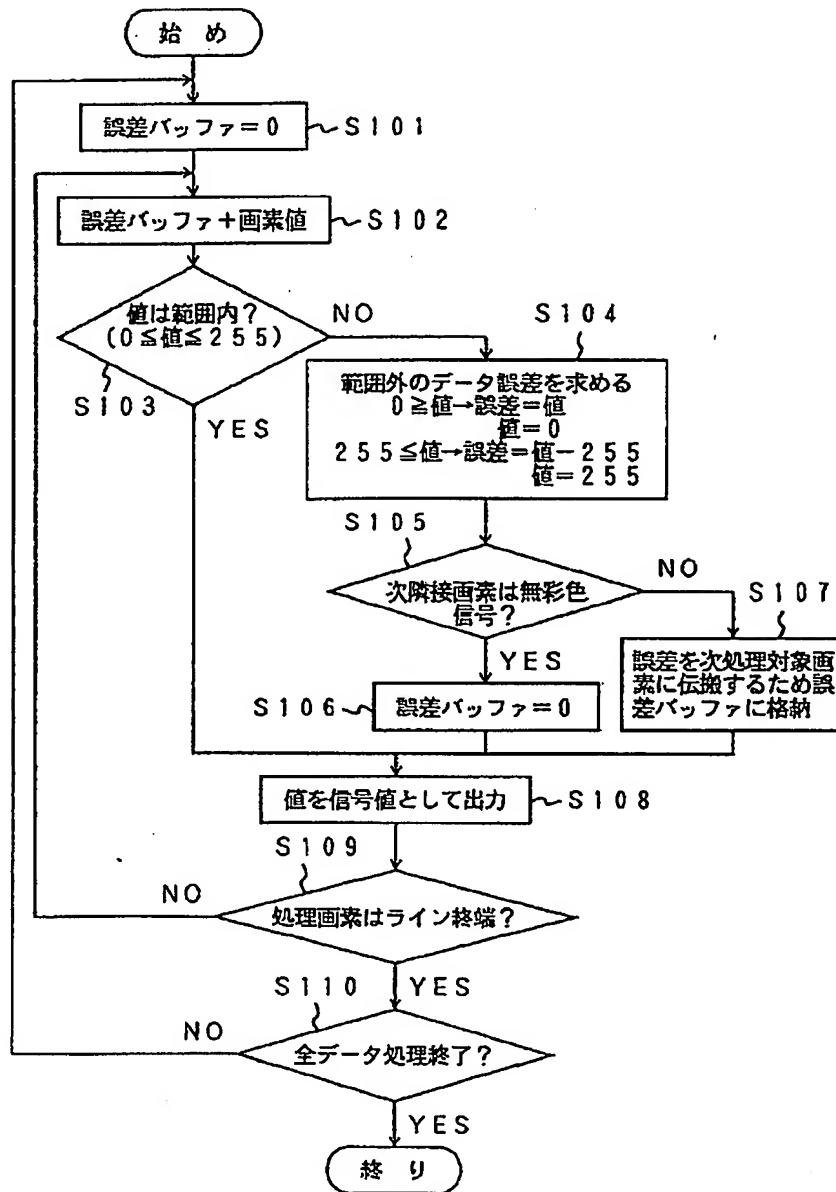 始め
誤差バッファ=0
S101
誤差バッファ+画素値
S102
値は範囲内?
(0≦値≦255)
NO
S103
YES
S104
範囲外のデータ誤差を求める
0≧値→誤差=値
値=0
255≦値→誤差=値-255
値=255
S105
次隣接画素は無彩色
信号?
NO
YES
S107
誤差を次処理対象画
素に伝搬するため誤
差バッファに格納
S106
誤差バッファ=0
値を信号値として出力
S108
S109
NO
処理画素はライン終端?
S110
YES
NO
全データ処理終了?
YES
終り